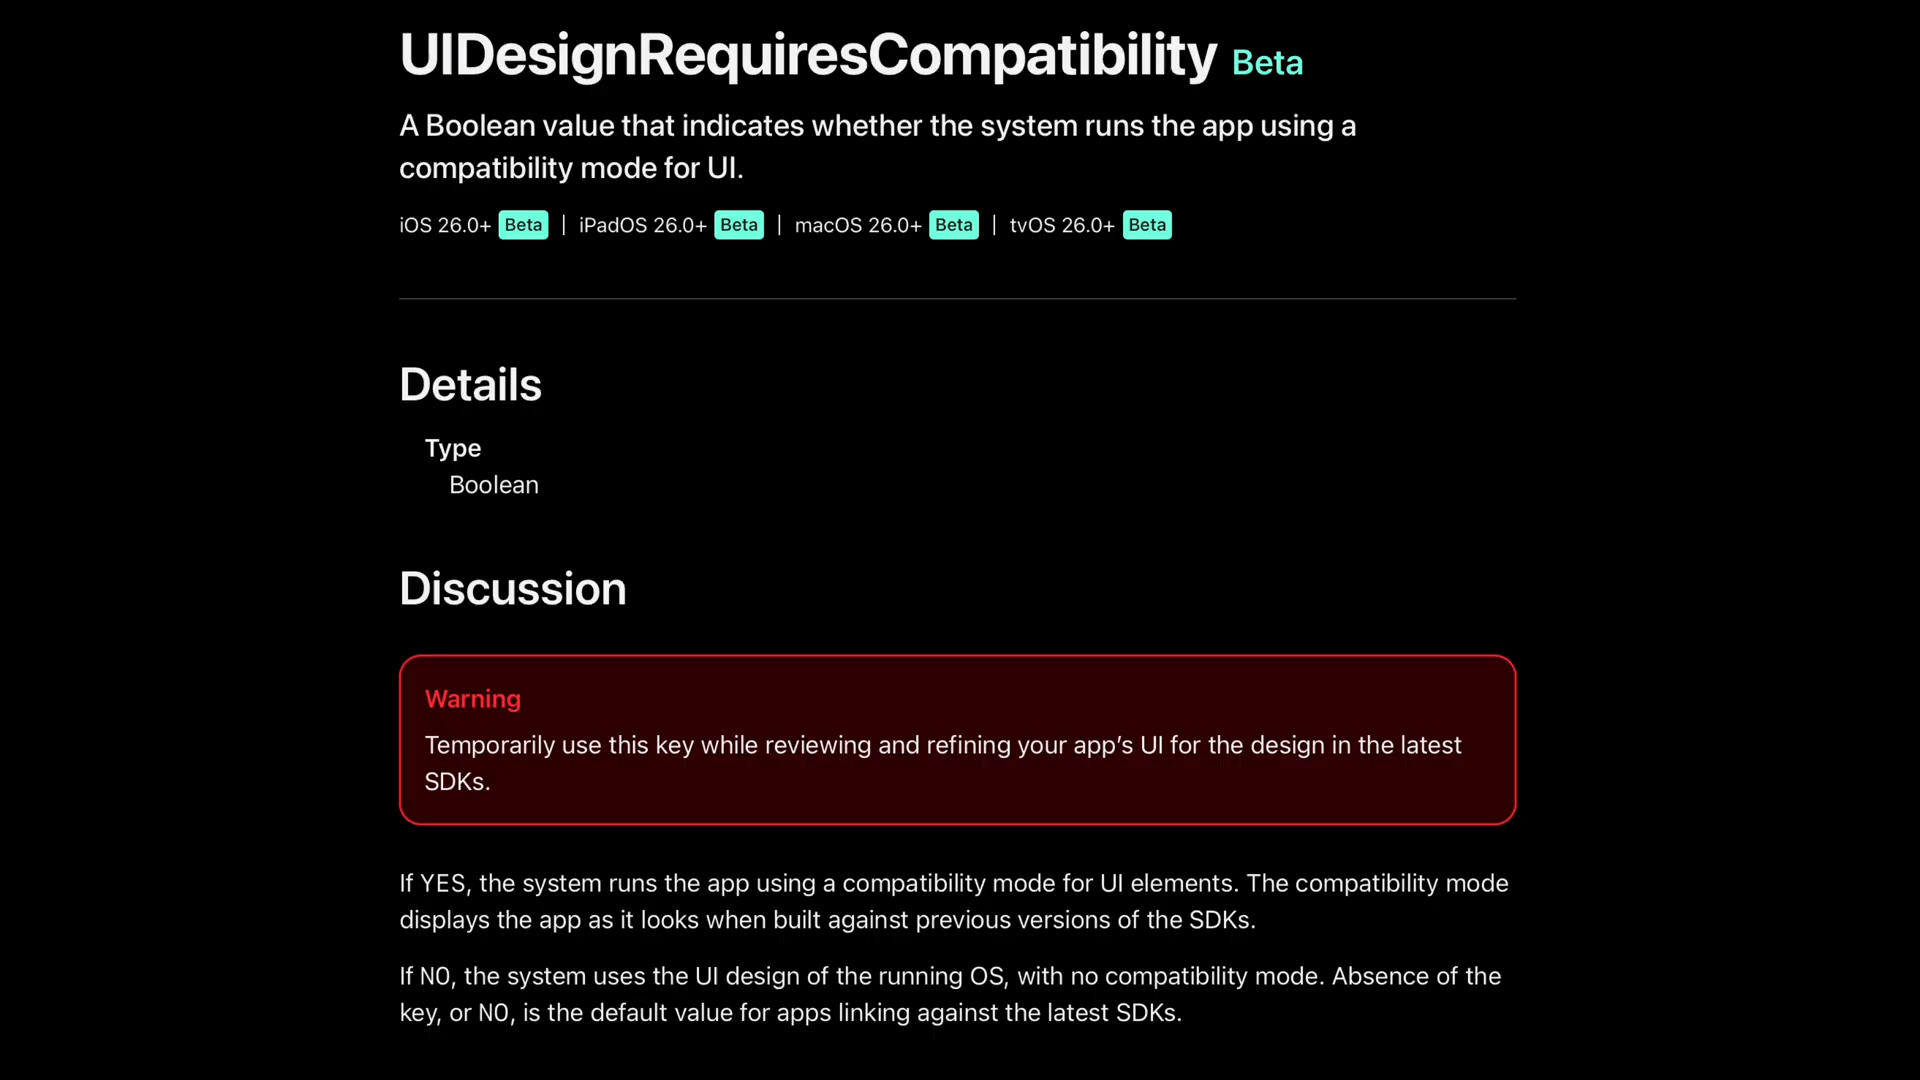 UIDesignRequiresCompatibility Beta
A Boolean value that indicates whether the system runs the app using a
compatibility mode for UI.
iOS 26.0+ Beta | iPadOS 26.0+ Beta | macOS 26.0+ Beta | tvOS 26.0+ Beta
Details
Type
Boolean
Discussion
Warning
Temporarily use this key while reviewing and refining your app’s UI for the design in the latest
SDKs.
If YES, the system runs the app using a compatibility mode for UI elements. The compatibility mode
displays the app as it looks when built against previous versions of the SDKs.
If NO, the system uses the UI design of the running OS, with no compatibility mode. Absence of the
key, or NO, is the default value for apps linking against the latest SDKs.